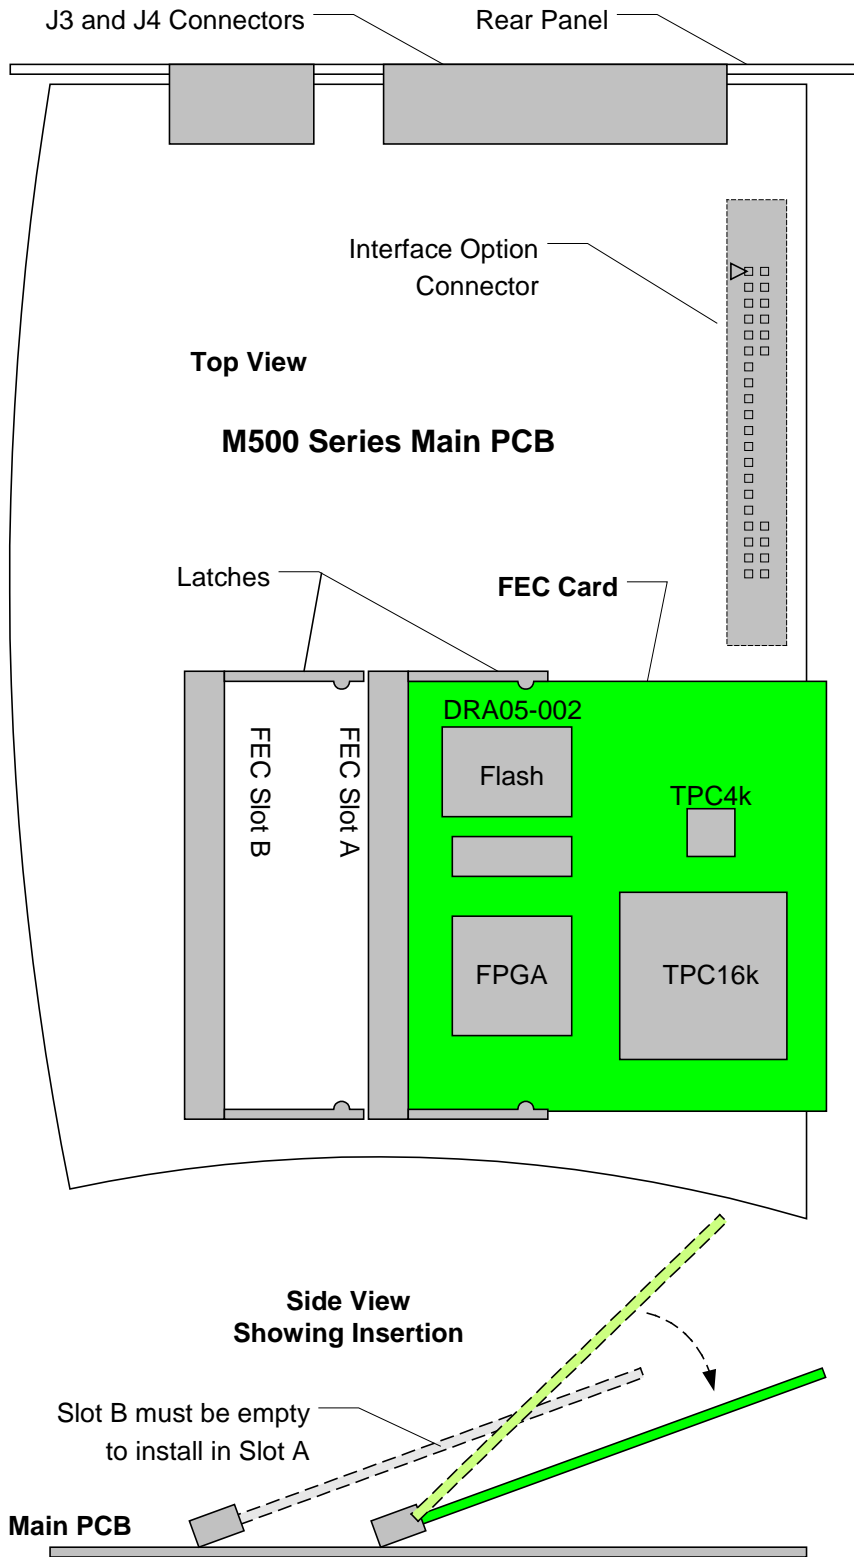 J3 and J4 Connectors
Rear Panel
Interface Option
Connector
Top View
M500 Series Main PCB
Latches
FEC Card
DRA05-002
Flash
TPC4k
FEC Slot B
FEC Slot A
FPGA
TPC16k
Side View
Showing Insertion
Slot B must be empty
to install in Slot A
Main PCB